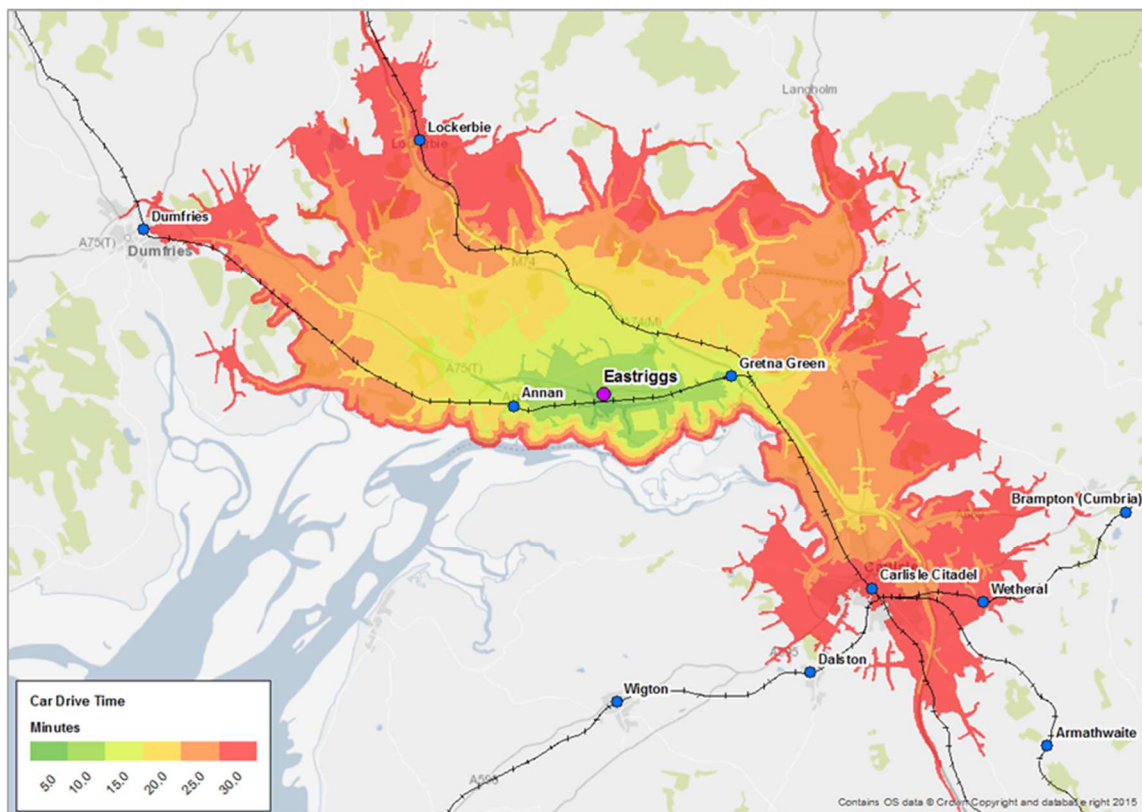 Langholm
Lockerbie
Lockerbie
Dumfries
A75(T)
Dumfries
M74
A74(M)
Gretna Green
A75(T)
Eastriggs
A7
Annan
Brampton (Cumbria)
Carlisle
Carlisle Citadel
Wetheral
Dalston
Wigton
Armathwaite
A595
Car Drive Time
Minutes
5.0 10.0 15.0 20.0 25.0 30.0
Contains OS data © Crown Copyright and database right 2015